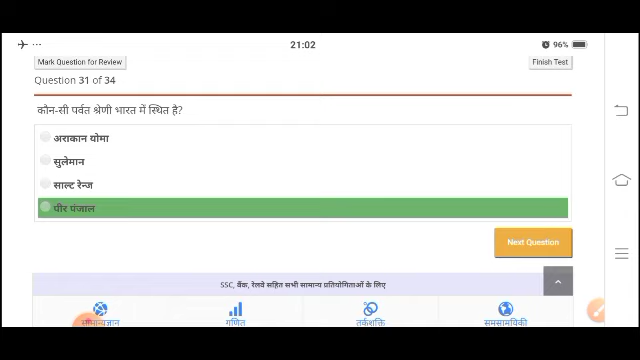 21:02
96%
Mark Question for Review
Finish Test
Question 31 of 34
कौन-सी पर्वत श्रेणी भारत में स्थित है?
अराकान योमा
सुलेमान
साल्ट रेन्ज
पीर पंजाल
Next Question
SSC, बैंक, रेलवे सहित सभी सामान्य प्रतियोगिताओं के लिए
सामान्यज्ञान गणित तर्कशक्ति समसामयिकी